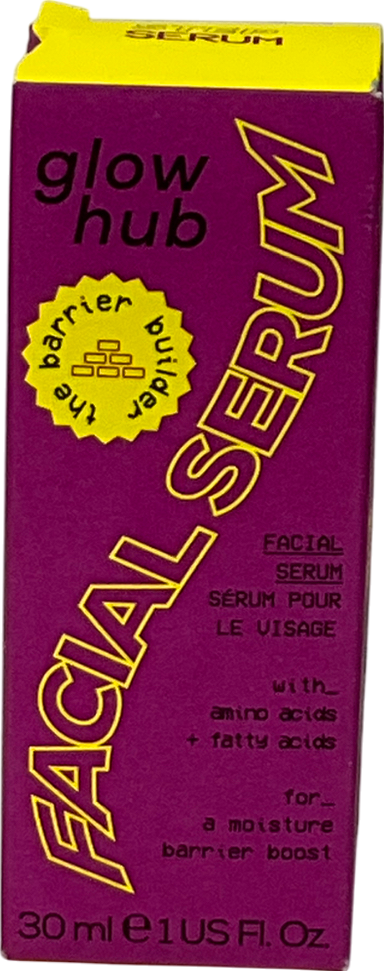 SERUM
glow
hub
the barrier builder
FACIAL SERUM
FACIAL
SERUM
SÉRUM POUR
LE VISAGE
with_
amino acids
+ fatty acids
for_
a moisture
barrier boost
30 ml e 1 US Fl. Oz.